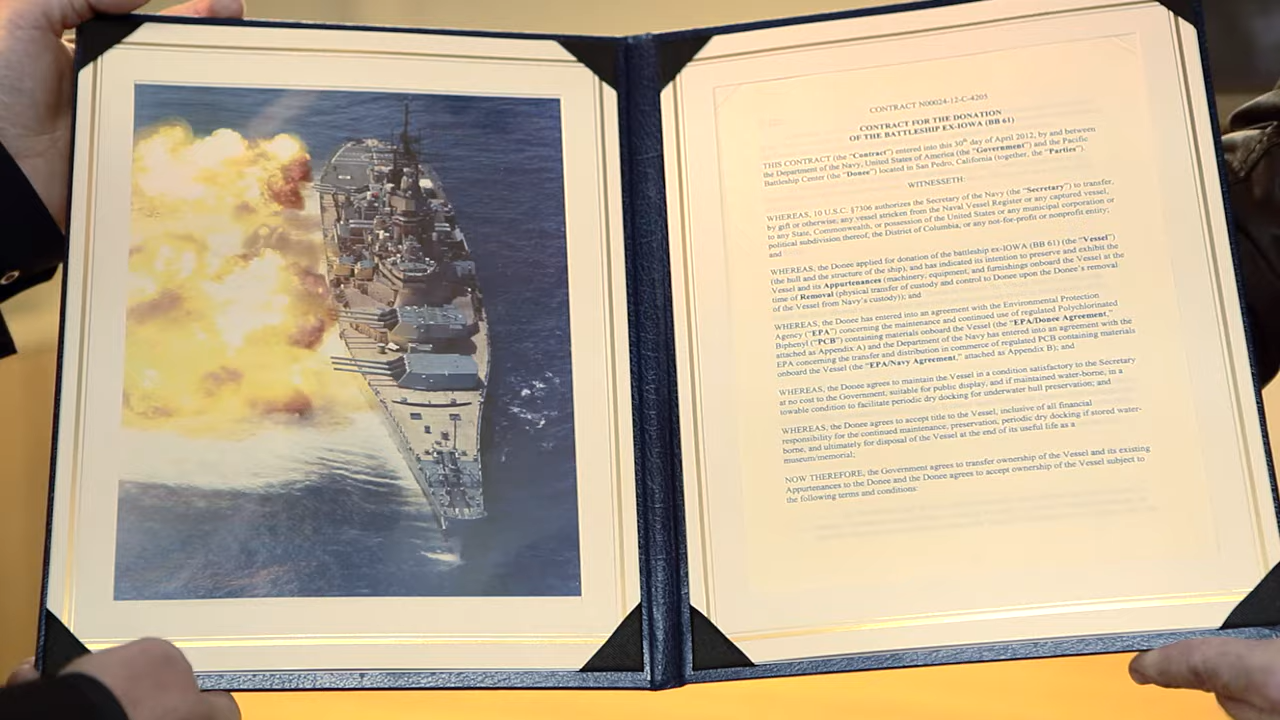 CONTRACT N00024-12-C-4205
CONTRACT FOR THE DONATION
OF THE BATTLESHIP EX-IOWA (BB 61)
THIS CONTRACT (the “Contract”) entered into this 30th day of April 2012, by and between
the Department of the Navy, United States of America (the “Government”) and the Pacific
Battleship Center (the “Donee”) located in San Pedro, California (together, the “Parties”).
WITNESSETH:
WHEREAS, 10 U.S.C. §7306 authorizes the Secretary of the Navy (the “Secretary”) to transfer,
by gift or otherwise, any vessel stricken from the Naval Vessel Register or any captured vessel,
to any State, Commonwealth, or possession of the United States or any municipal corporation or
political subdivision thereof, the District of Columbia, or any not-for-profit or nonprofit entity;
and
WHEREAS, the Donee applied for donation of the battleship ex-IOWA (BB 61) (the “Vessel”)
(the hull and the structure of the ship), and has indicated its intention to preserve and exhibit the
Vessel and its Appurtenances (machinery, equipment, and furnishings onboard the Vessel at the
time of Removal (physical transfer of custody and control to Donee upon the Donee’s removal
of the Vessel from Navy’s custody)); and
WHEREAS, the Donee has entered into an agreement with the Environmental Protection
Agency (“EPA”) concerning the maintenance and continued use of regulated Polychlorinated
Biphenyl (“PCB”) containing materials onboard the Vessel (the “EPA/Donee Agreement,”
attached as Appendix A) and the Department of the Navy has entered into an agreement with the
EPA concerning the transfer and distribution in commerce of regulated PCB containing materials
onboard the Vessel (the “EPA/Navy Agreement,” attached as Appendix B); and
WHEREAS, the Donee agrees to maintain the Vessel in a condition satisfactory to the Secretary
at no cost to the Government, suitable for public display, and if maintained water-borne, in a
towable condition to facilitate periodic dry docking for underwater hull preservation; and
WHEREAS, the Donee agrees to accept title to the Vessel, inclusive of all financial
responsibility for the continued maintenance, preservation, periodic dry docking if stored water-
borne, and ultimately for disposal of the Vessel at the end of its useful life as a
museum/memorial;
NOW THEREFORE, the Government agrees to transfer ownership of the Vessel and its existing
Appurtenances to the Donee and the Donee agrees to accept ownership of the Vessel subject to
the following terms and conditions: